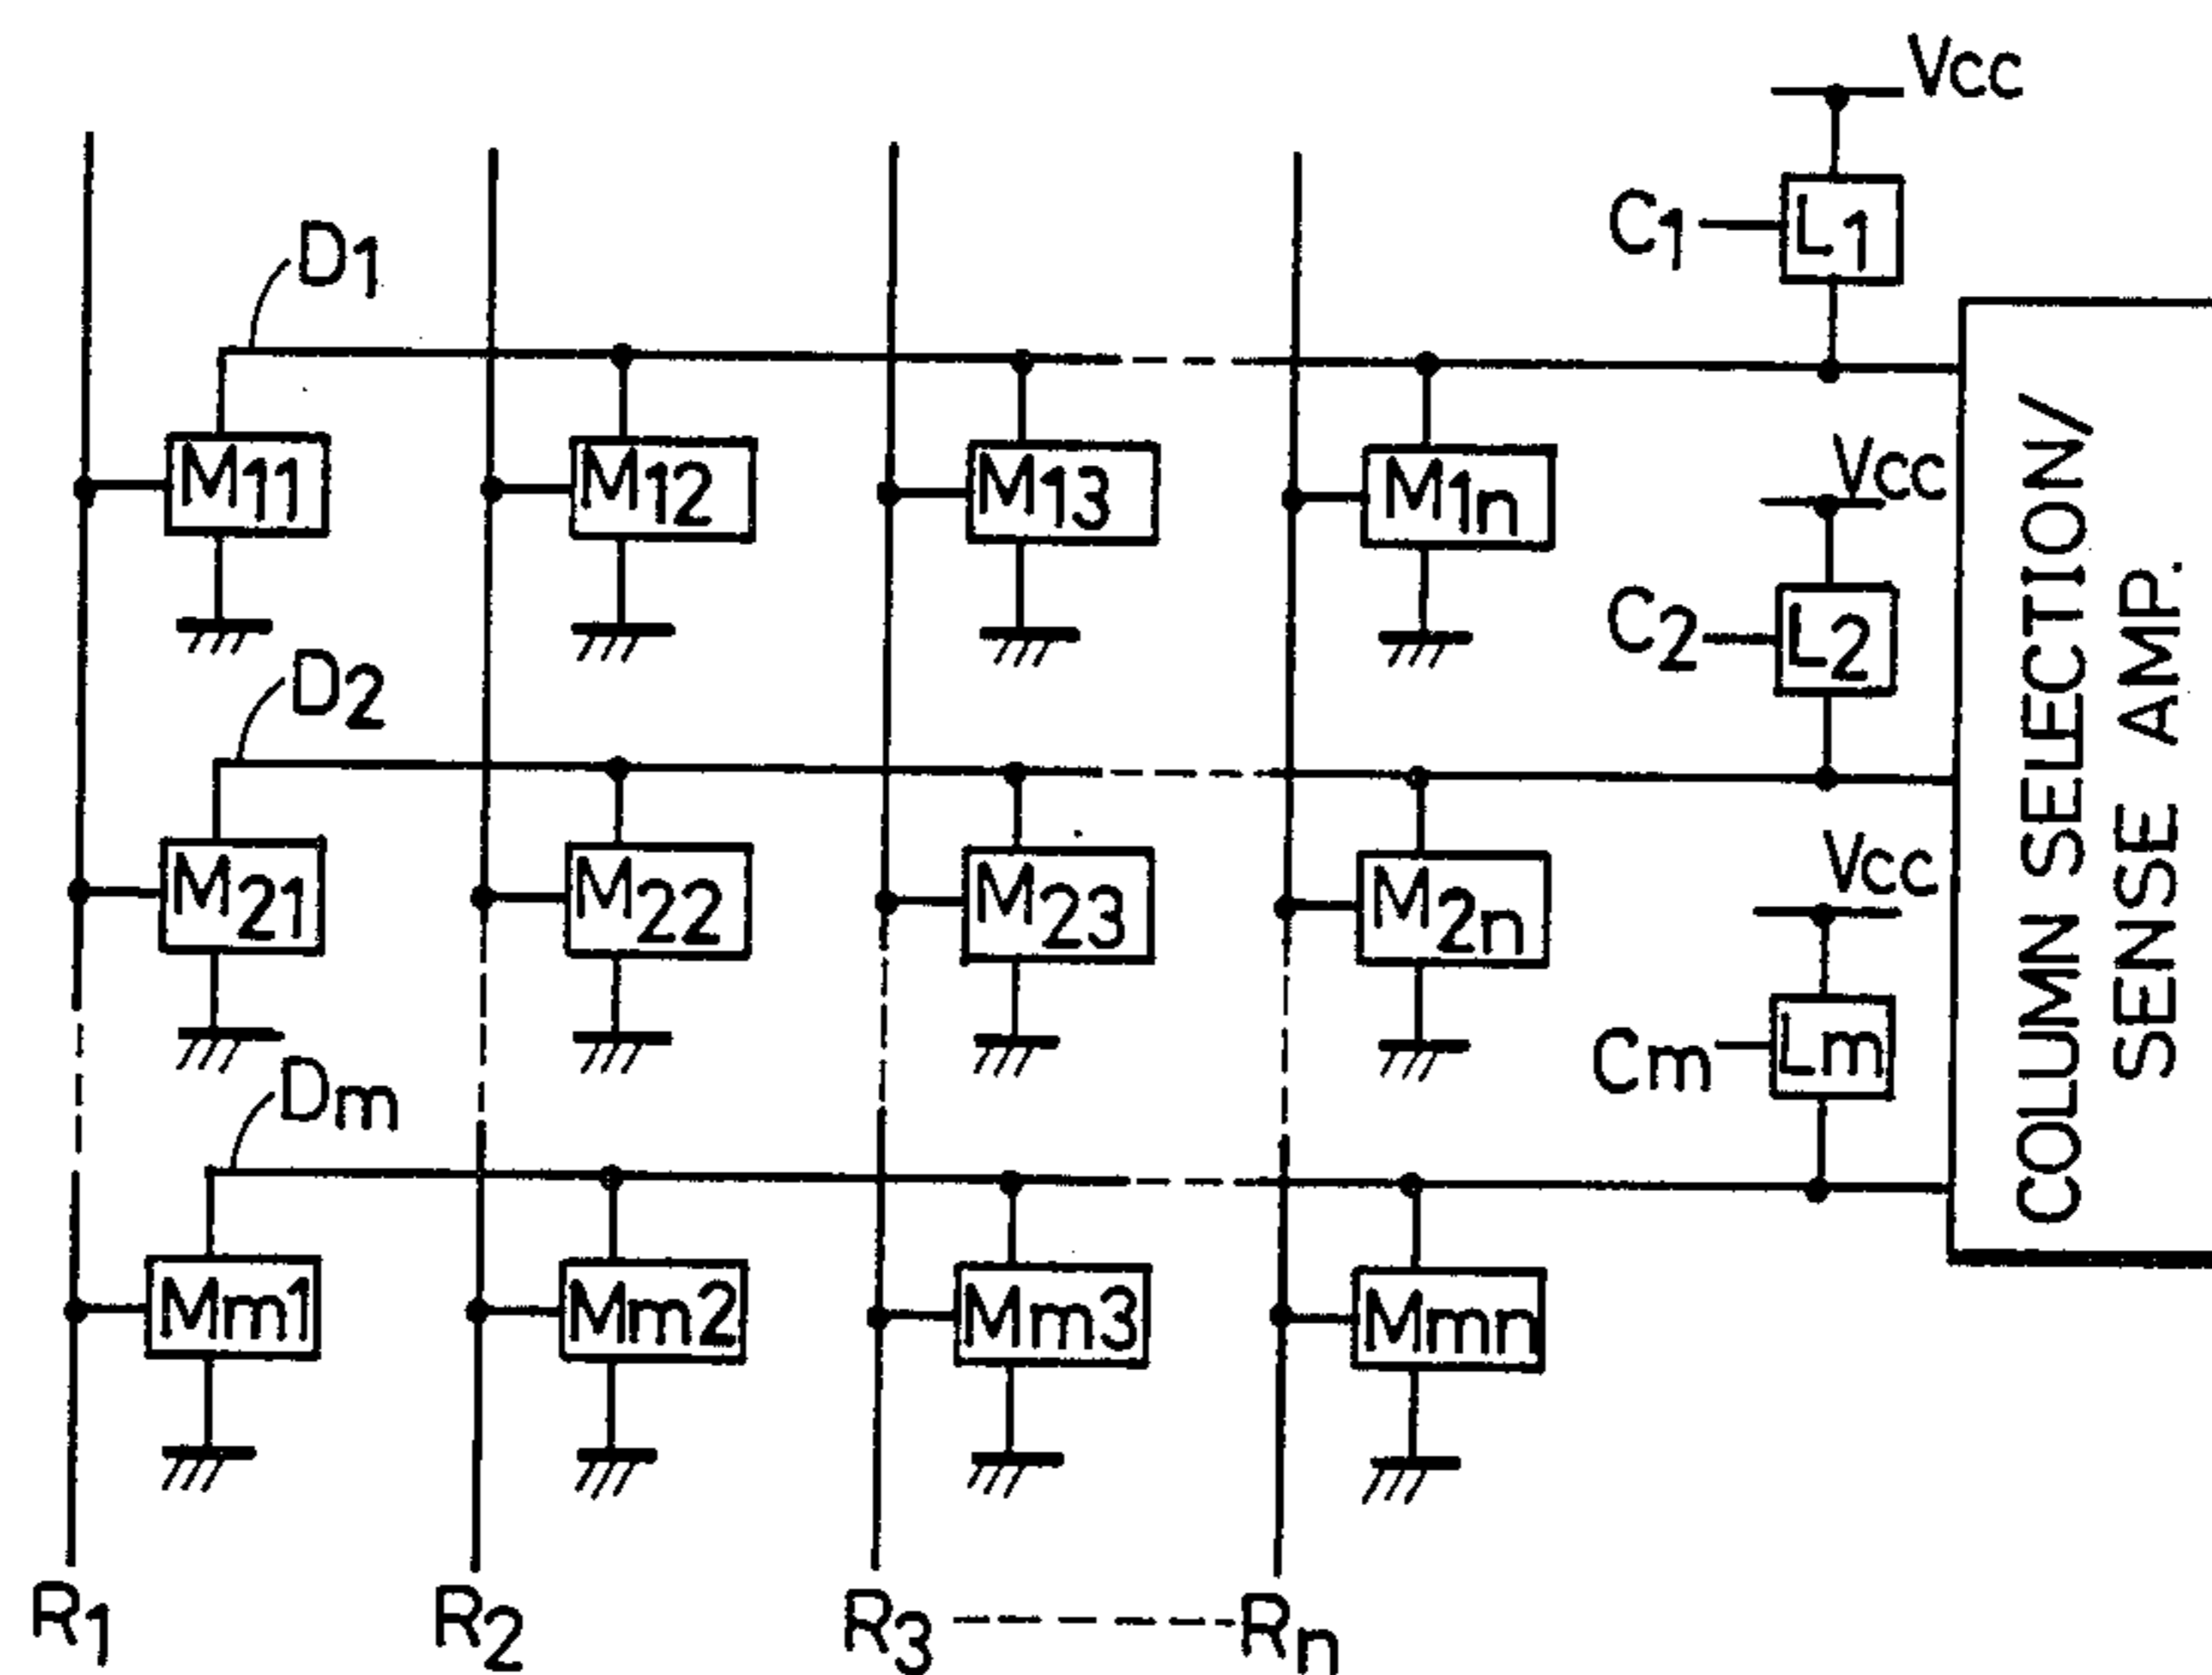 Vcc
C1 L1
D1
M11 M12 M13 M1n
Vcc
C2 L2
D2
M21 M22 M23 M2n
Vcc
Cm Lm
Dm
Mm1 Mm2 Mm3 Mmn
R1 R2 R3 Rn
COLUMN SELECTION/
SENSE AMP.